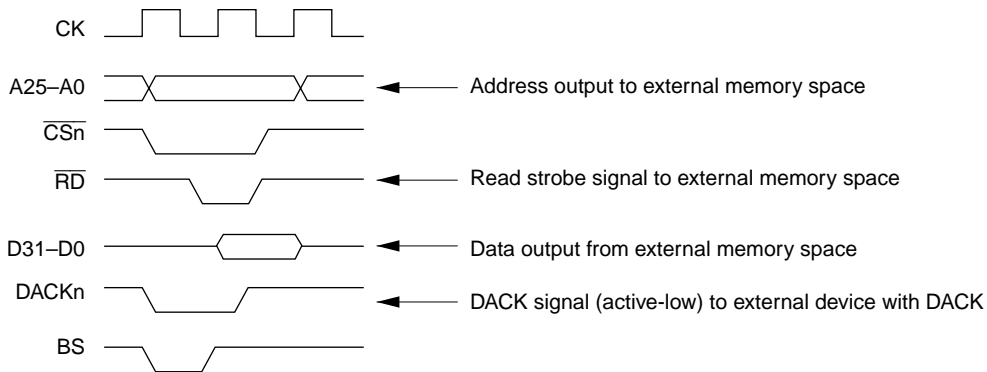 CK
A25–A0 Address output to external memory space
CSn
RD Read strobe signal to external memory space
D31–D0 Data output from external memory space
DACKn DACK signal (active-low) to external device with DACK
BS